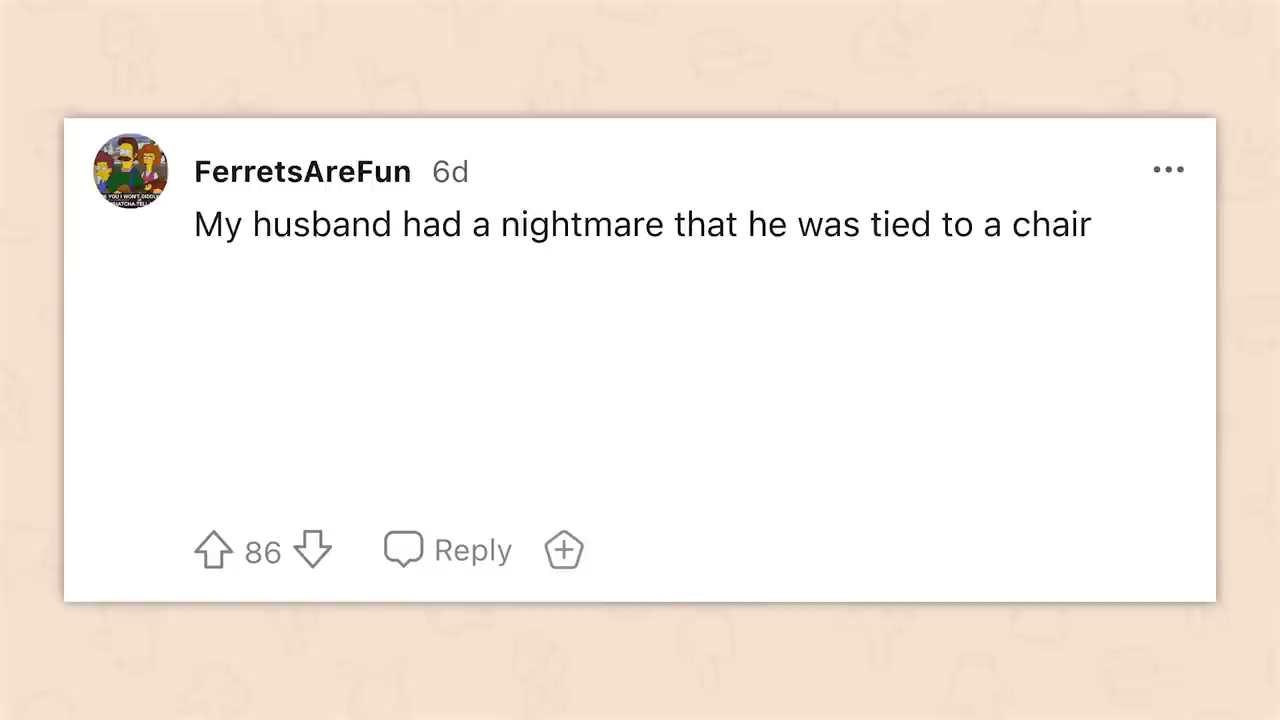 FerretsAreFun 6d
My husband had a nightmare that he was tied to a chair
86 Reply